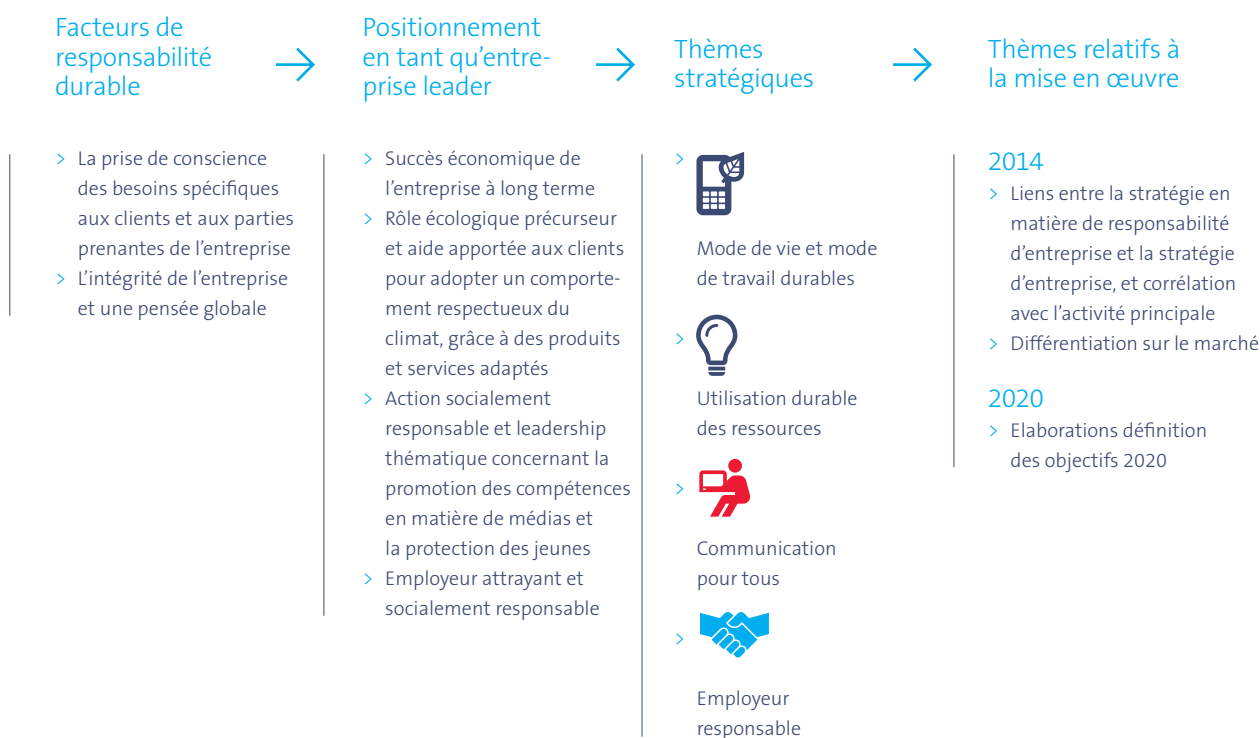 Facteurs de
responsabilité
durable
Positionnement
en tant qu’entre-
prise leader
Thèmes
stratégiques
Thèmes relatifs à
la mise en œuvre
> La prise de conscience
des besoins spécifiques
aux clients et aux parties
prenantes de l’entreprise
> L’intégrité de l’entreprise
et une pensée globale
> Succès économique de
l’entreprise à long terme
> Rôle écologique précurseur
et aide apportée aux clients
pour adopter un comporte-
ment respectueux du
climat, grâce à des produits
et services adaptés
> Action socialement
responsable et leadership
thématique concernant la
promotion des compétences
en matière de médias et
la protection des jeunes
> Employeur attrayant et
socialement responsable
>
Mode de vie et mode
de travail durables
>
Utilisation durable
des ressources
>
Communication
pour tous
>
Employeur
responsable
2014
> Liens entre la stratégie en
matière de responsabilité
d’entreprise et la stratégie
d’entreprise, et corrélation
avec l’activité principale
> Différentiation sur le marché
2020
> Elaborations définition
des objectifs 2020